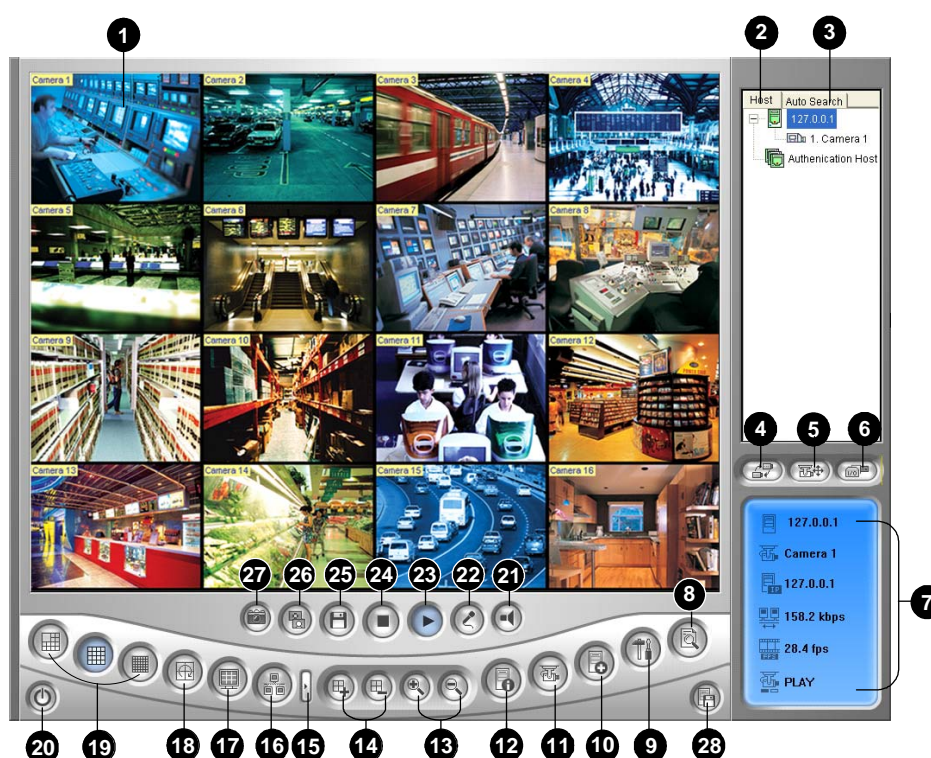 1
2
3
Camera 1
Camera 2
Camera 3
Camera 4
Host
Auto Search
127.0.0.1
1. Camera 1
Authenication Host
Camera 5
Camera 6
Camera 7
Camera 8
Camera 9
Camera 10
Camera 11
Camera 12
4
5
6
I/O
Camera 13
Camera 14
Camera 15
Camera 16
127.0.0.1
Camera 1
IP
127.0.0.1
158.2 kbps
FPS
28.4 fps
PLAY
7
27
26
25
24
23
22
21
8
20
19
18
17
16
15
14
13
12
11
10
9
28